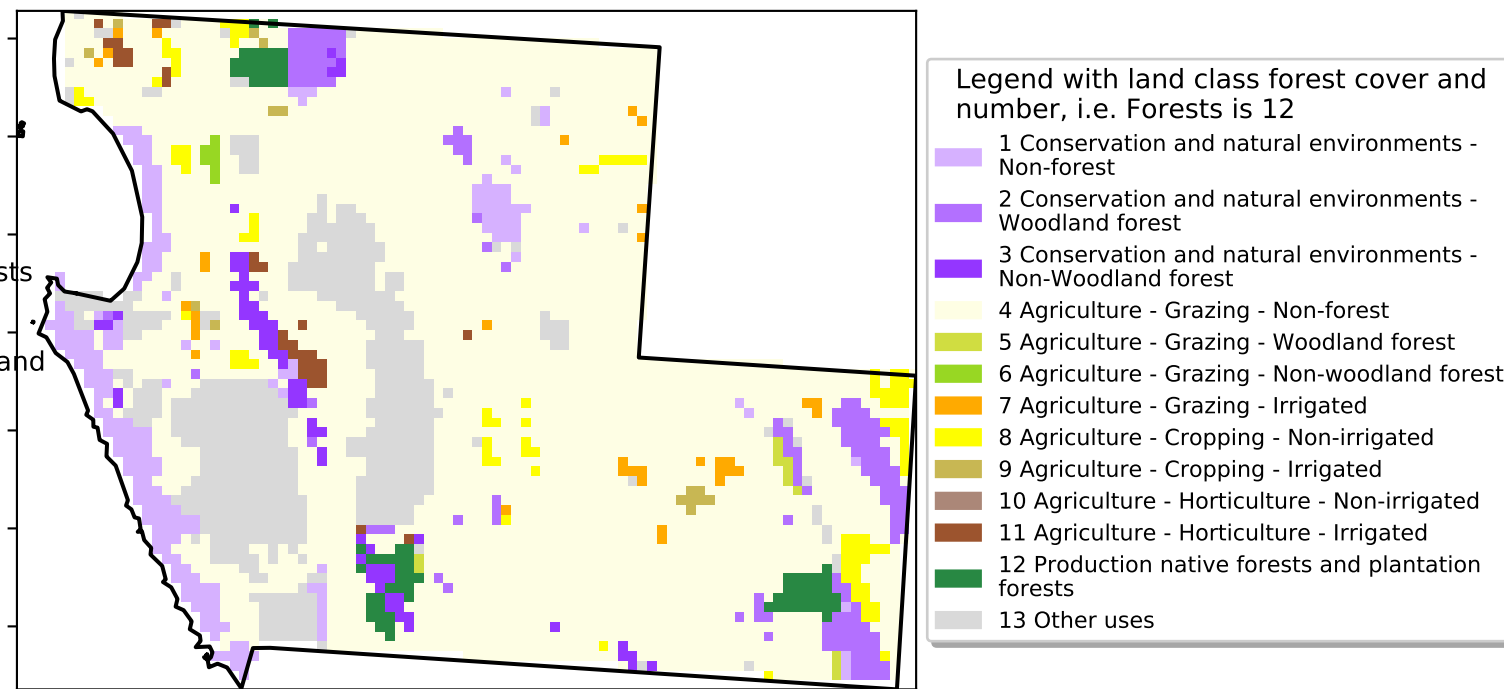 sts
and
Legend with land class forest cover and
number, i.e. Forests is 12
1 Conservation and natural environments -
Non-forest
2 Conservation and natural environments -
Woodland forest
3 Conservation and natural environments -
Non-Woodland forest
4 Agriculture - Grazing - Non-forest
5 Agriculture - Grazing - Woodland forest
6 Agriculture - Grazing - Non-woodland forest
7 Agriculture - Grazing - Irrigated
8 Agriculture - Cropping - Non-irrigated
9 Agriculture - Cropping - Irrigated
10 Agriculture - Horticulture - Non-irrigated
11 Agriculture - Horticulture - Irrigated
12 Production native forests and plantation
forests
13 Other uses